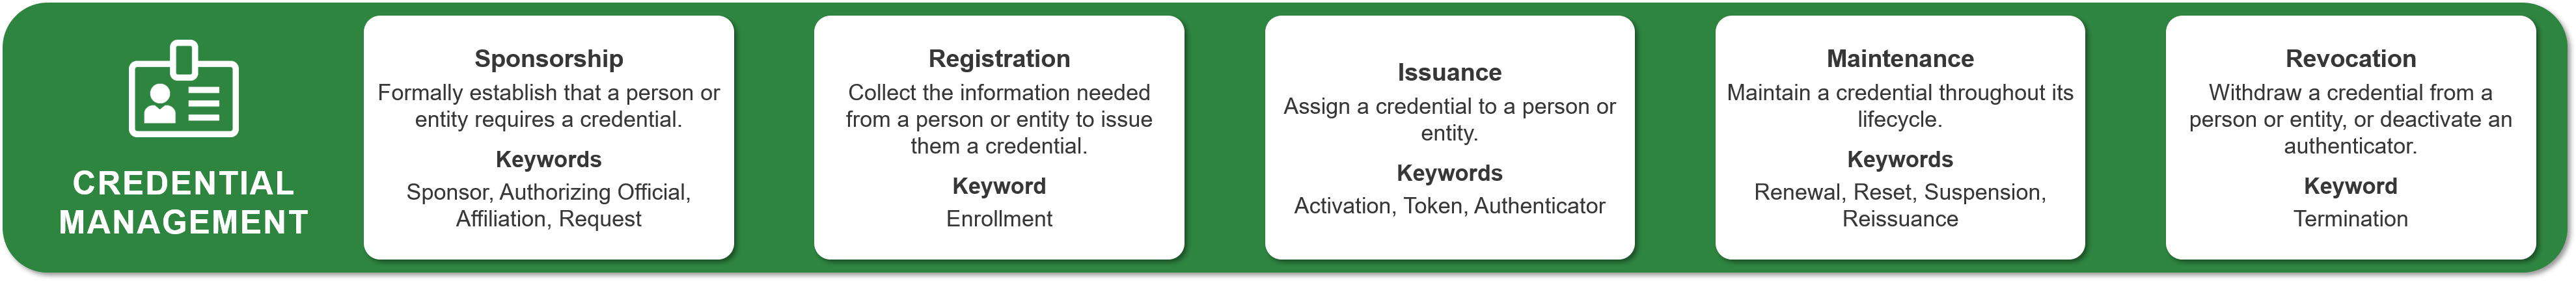 CREDENTIAL
MANAGEMENT
Sponsorship
Formally establish that a person or
entity requires a credential.
Keywords
Sponsor, Authorizing Official,
Affiliation, Request
Registration
Collect the information needed
from a person or entity to issue
them a credential.
Keyword
Enrollment
Issuance
Assign a credential to a person or
entity.
Keywords
Activation, Token, Authenticator
Maintenance
Maintain a credential throughout its
lifecycle.
Keywords
Renewal, Reset, Suspension,
Reissuance
Revocation
Withdraw a credential from a
person or entity, or deactivate an
authenticator.
Keyword
Termination